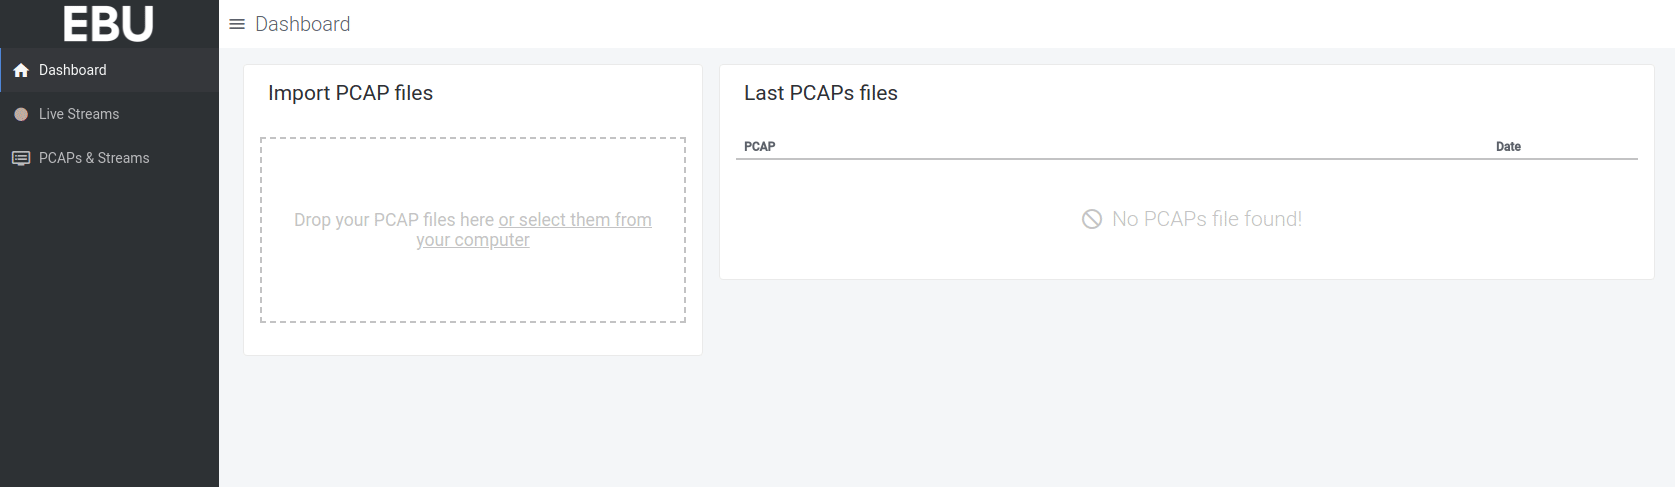 EBU
Dashboard
Dashboard
Live Streams
PCAPs & Streams
Import PCAP files
Drop your PCAP files here or select them from
your computer
Last PCAPs files
PCAP Date
No PCAPs file found!